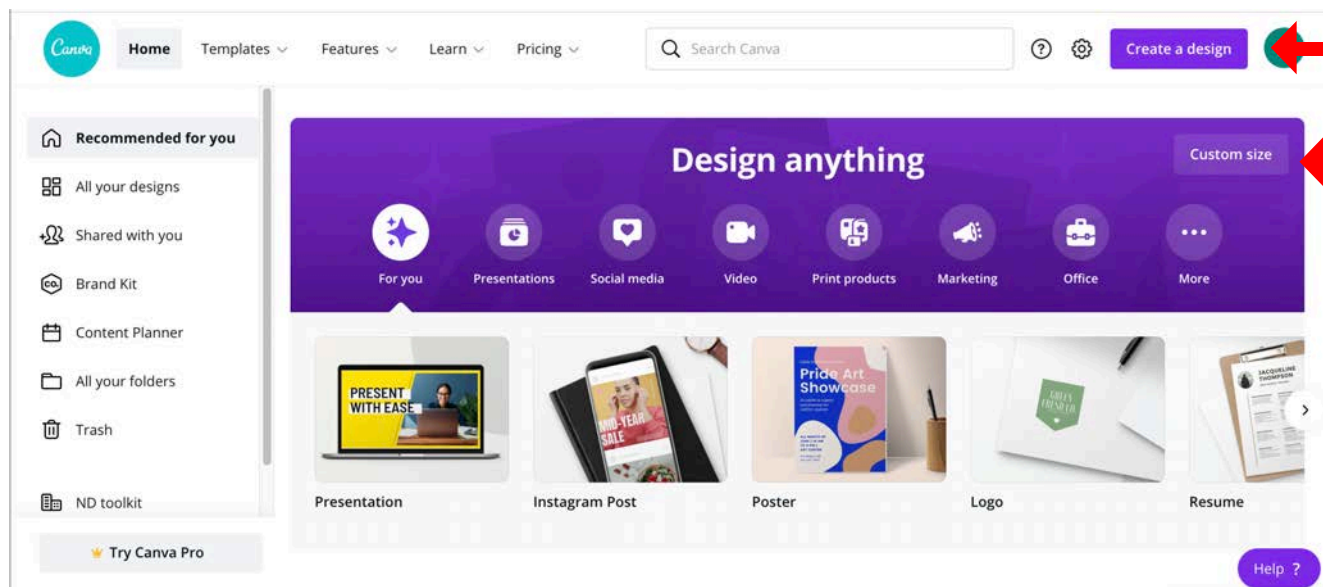 Canva
Home Templates Features Learn Pricing Search Canva Create a design
Recommended for you
All your designs
Shared with you
Brand Kit
Content Planner
All your folders
Trash
ND toolkit
Try Canva Pro
Design anything
Custom size
For you Presentations Social media Video Print products Marketing Office More
PRESENT
WITH EASE
MID-YEAR
SALE
Pride Art
Showcase
JACQUELINE
THOMPSON
Presentation Instagram Post Poster Logo Resume
Help ?